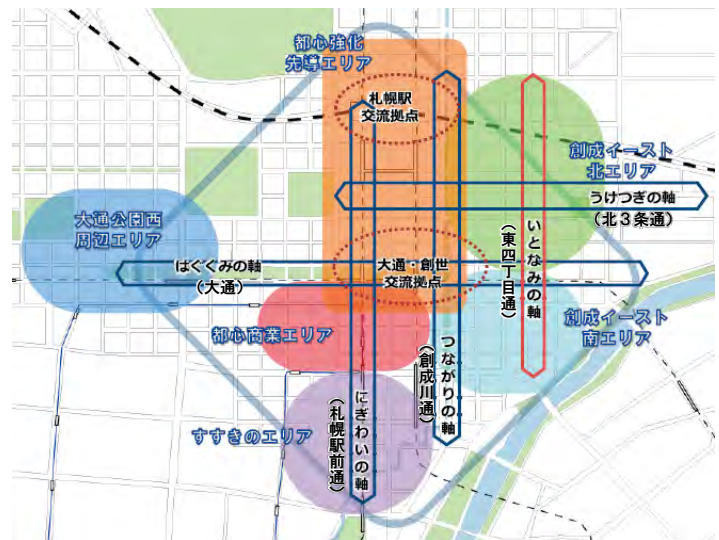 都心強化
先導エリア
札幌駅
交流拠点
創成イースト
北エリア
うけつぎの軸
(北3条通)
大通公園西
周辺エリア
はぐくみの軸
(大通)
大通・創世
交流拠点
いとなみの軸
(東四丁目通)
都心商業エリア
創成イースト
南エリア
つながりの軸
(創成川通)
すすきのエリア
にぎわいの軸
(札幌駅前通)